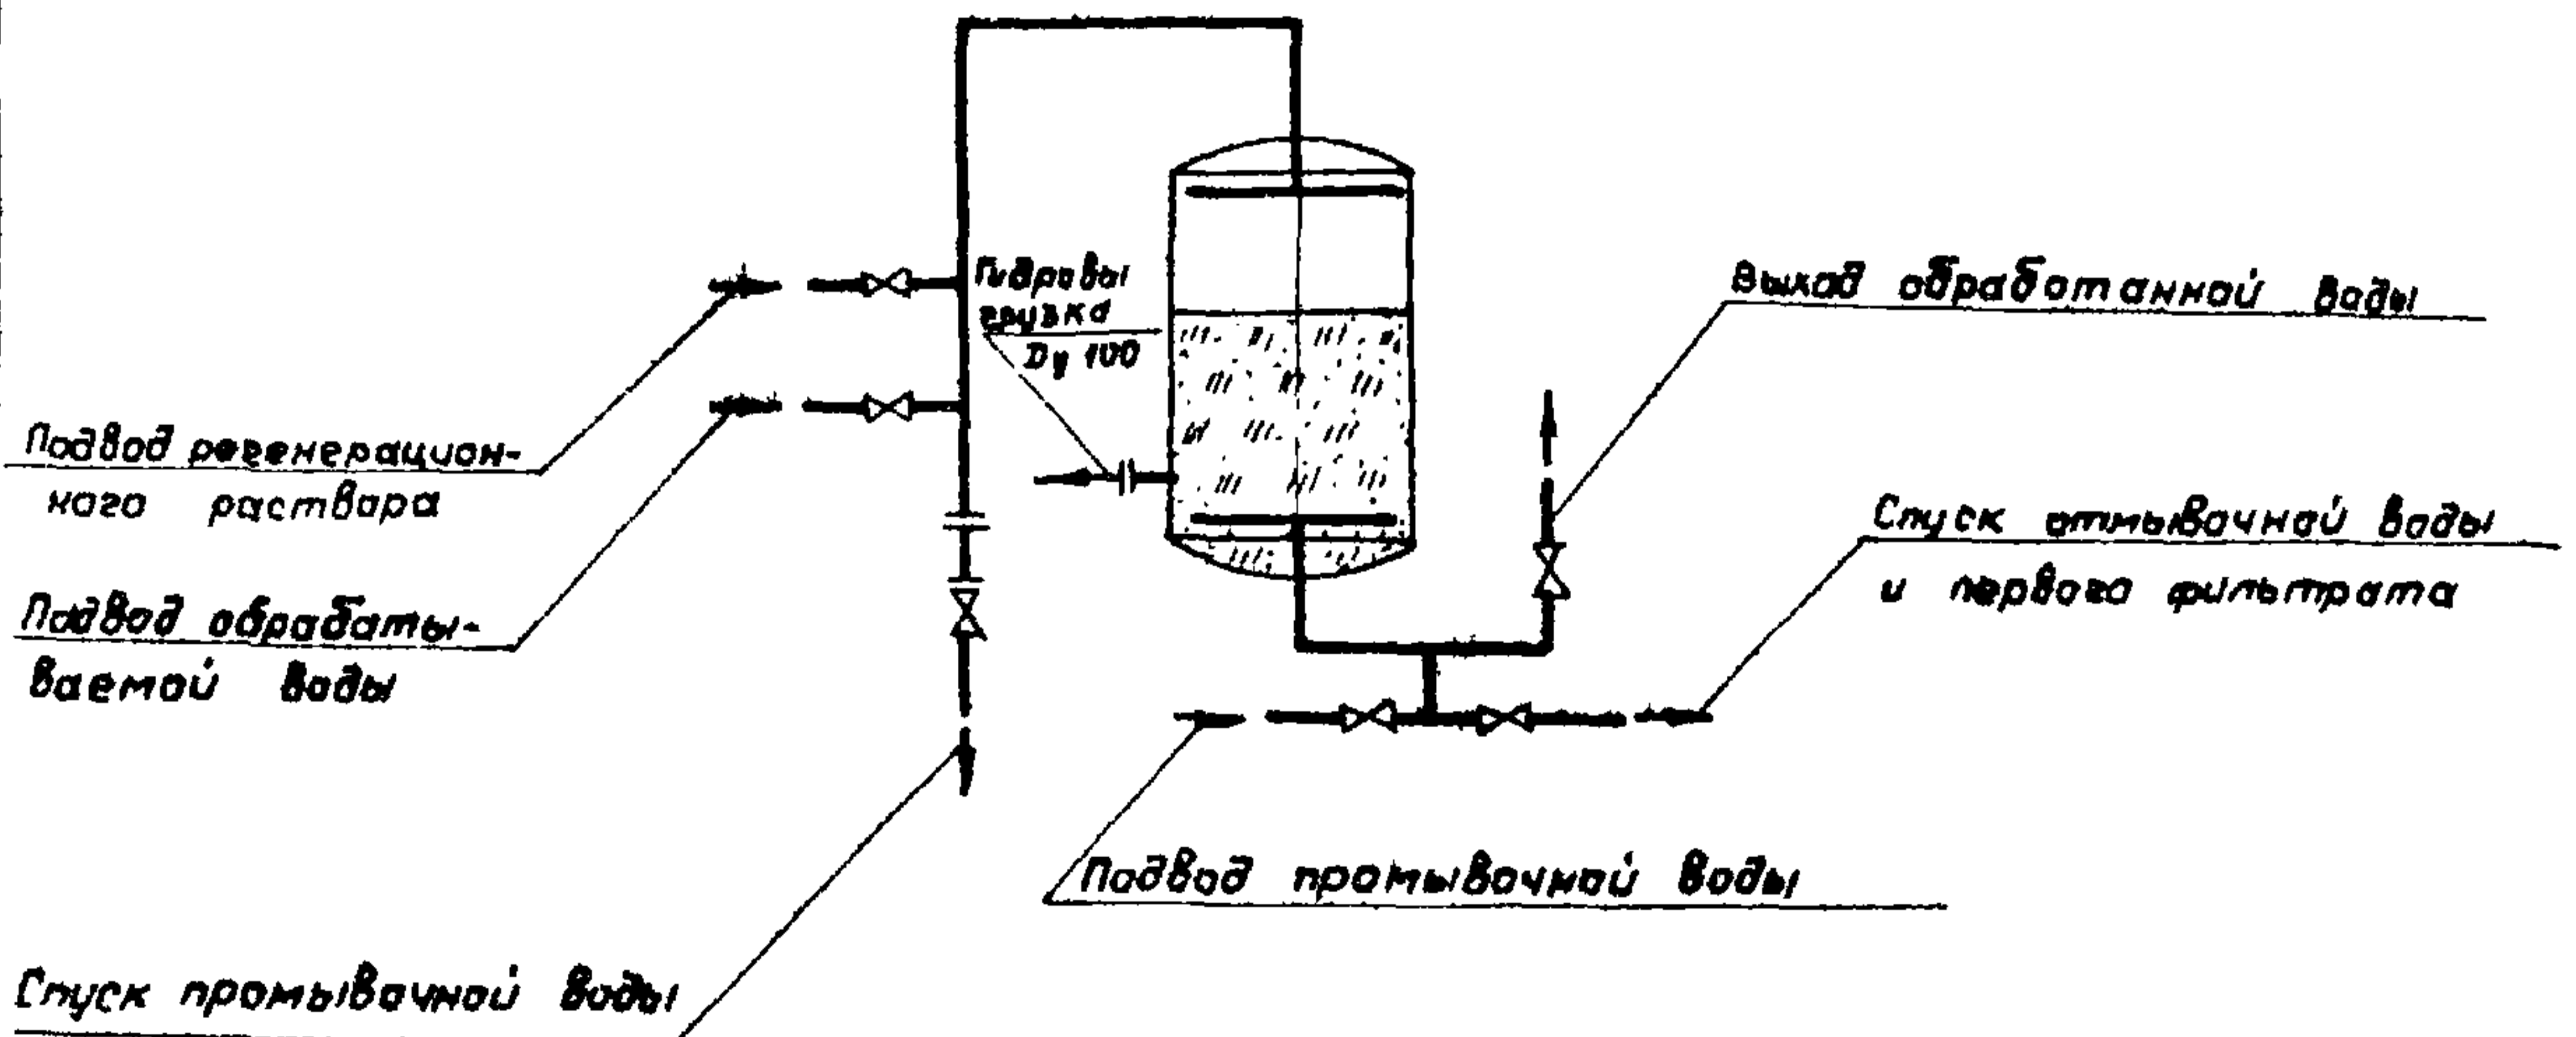 Гидровы
грузка
Dу 100
Выход обработанной воды
Подвод регенерацион-
ного раствора
Спуск отмывочной воды
и первого фильтрата
Подвод обрабаты-
ваемой воды
Подвод промывочной воды
Спуск промывочной воды